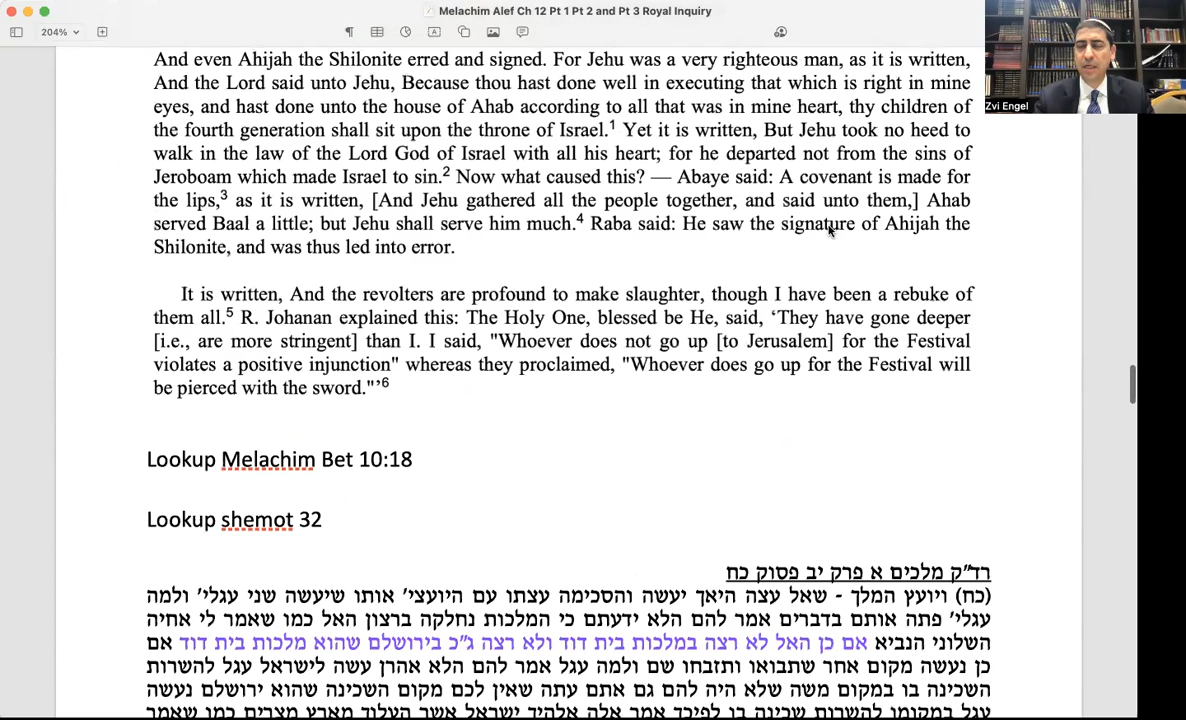 Melachim Alef Ch 12 Pt 1 Pt 2 and Pt 3 Royal Inquiry
204%
Zvi Engel
And even Ahijah the Shilonite erred and signed. For Jehu was a very righteous man, as it is written,
And the Lord said unto Jehu, Because thou hast done well in executing that which is right in mine
eyes, and hast done unto the house of Ahab according to all that was in mine heart, thy children of
the fourth generation shall sit upon the throne of Israel.1 Yet it is written, But Jehu took no heed to
walk in the law of the Lord God of Israel with all his heart; for he departed not from the sins of
Jeroboam which made Israel to sin.2 Now what caused this? — Abaye said: A covenant is made for
the lips,3 as it is written, [And Jehu gathered all the people together, and said unto them,] Ahab
served Baal a little; but Jehu shall serve him much.4 Raba said: He saw the signature of Ahijah the
Shilonite, and was thus led into error.
It is written, And the revolters are profound to make slaughter, though I have been a rebuke of
them all.5 R. Johanan explained this: The Holy One, blessed be He, said, ‘They have gone deeper
[i.e., are more stringent] than I. I said, "Whoever does not go up [to Jerusalem] for the Festival
violates a positive injunction" whereas they proclaimed, "Whoever does go up for the Festival will
be pierced with the sword."’6
Lookup Melachim Bet 10:18
Lookup shemot 32
רד"ק מלכים א פרק יב פסוק כח
(כח) ויועץ המלך - שאל עצה היאך יעשה והסכימה עצתו עם היועצי' אותו שיעשה שני עגלי' ולמה
עגלי' פתה אותם בדברים אמר להם הלא ידעתם כי המלכות נחלקה ברצון האל כמו שאמר לי אחיה
השלוני הנביא אם כן האל לא רצה במלכות בית דוד ולא רצה ג"כ בירושלם שהוא מלכות בית דוד אם
כן נעשה מקום אחר שתבואו ותזבחו שם ולמה עגל אמר להם הלא אהרן עשה לישראל עגל להשרות
השכינה בו במקום משה שלא היה להם גם אתם עתה שאין לכם מקום השכינה שהוא ירושלם נעשה
עגל במקומו להשרות שכינה בו לפיכך אמר אלה אלהיך ישראל אשר העלוך מארץ מצרים כמו שאמר